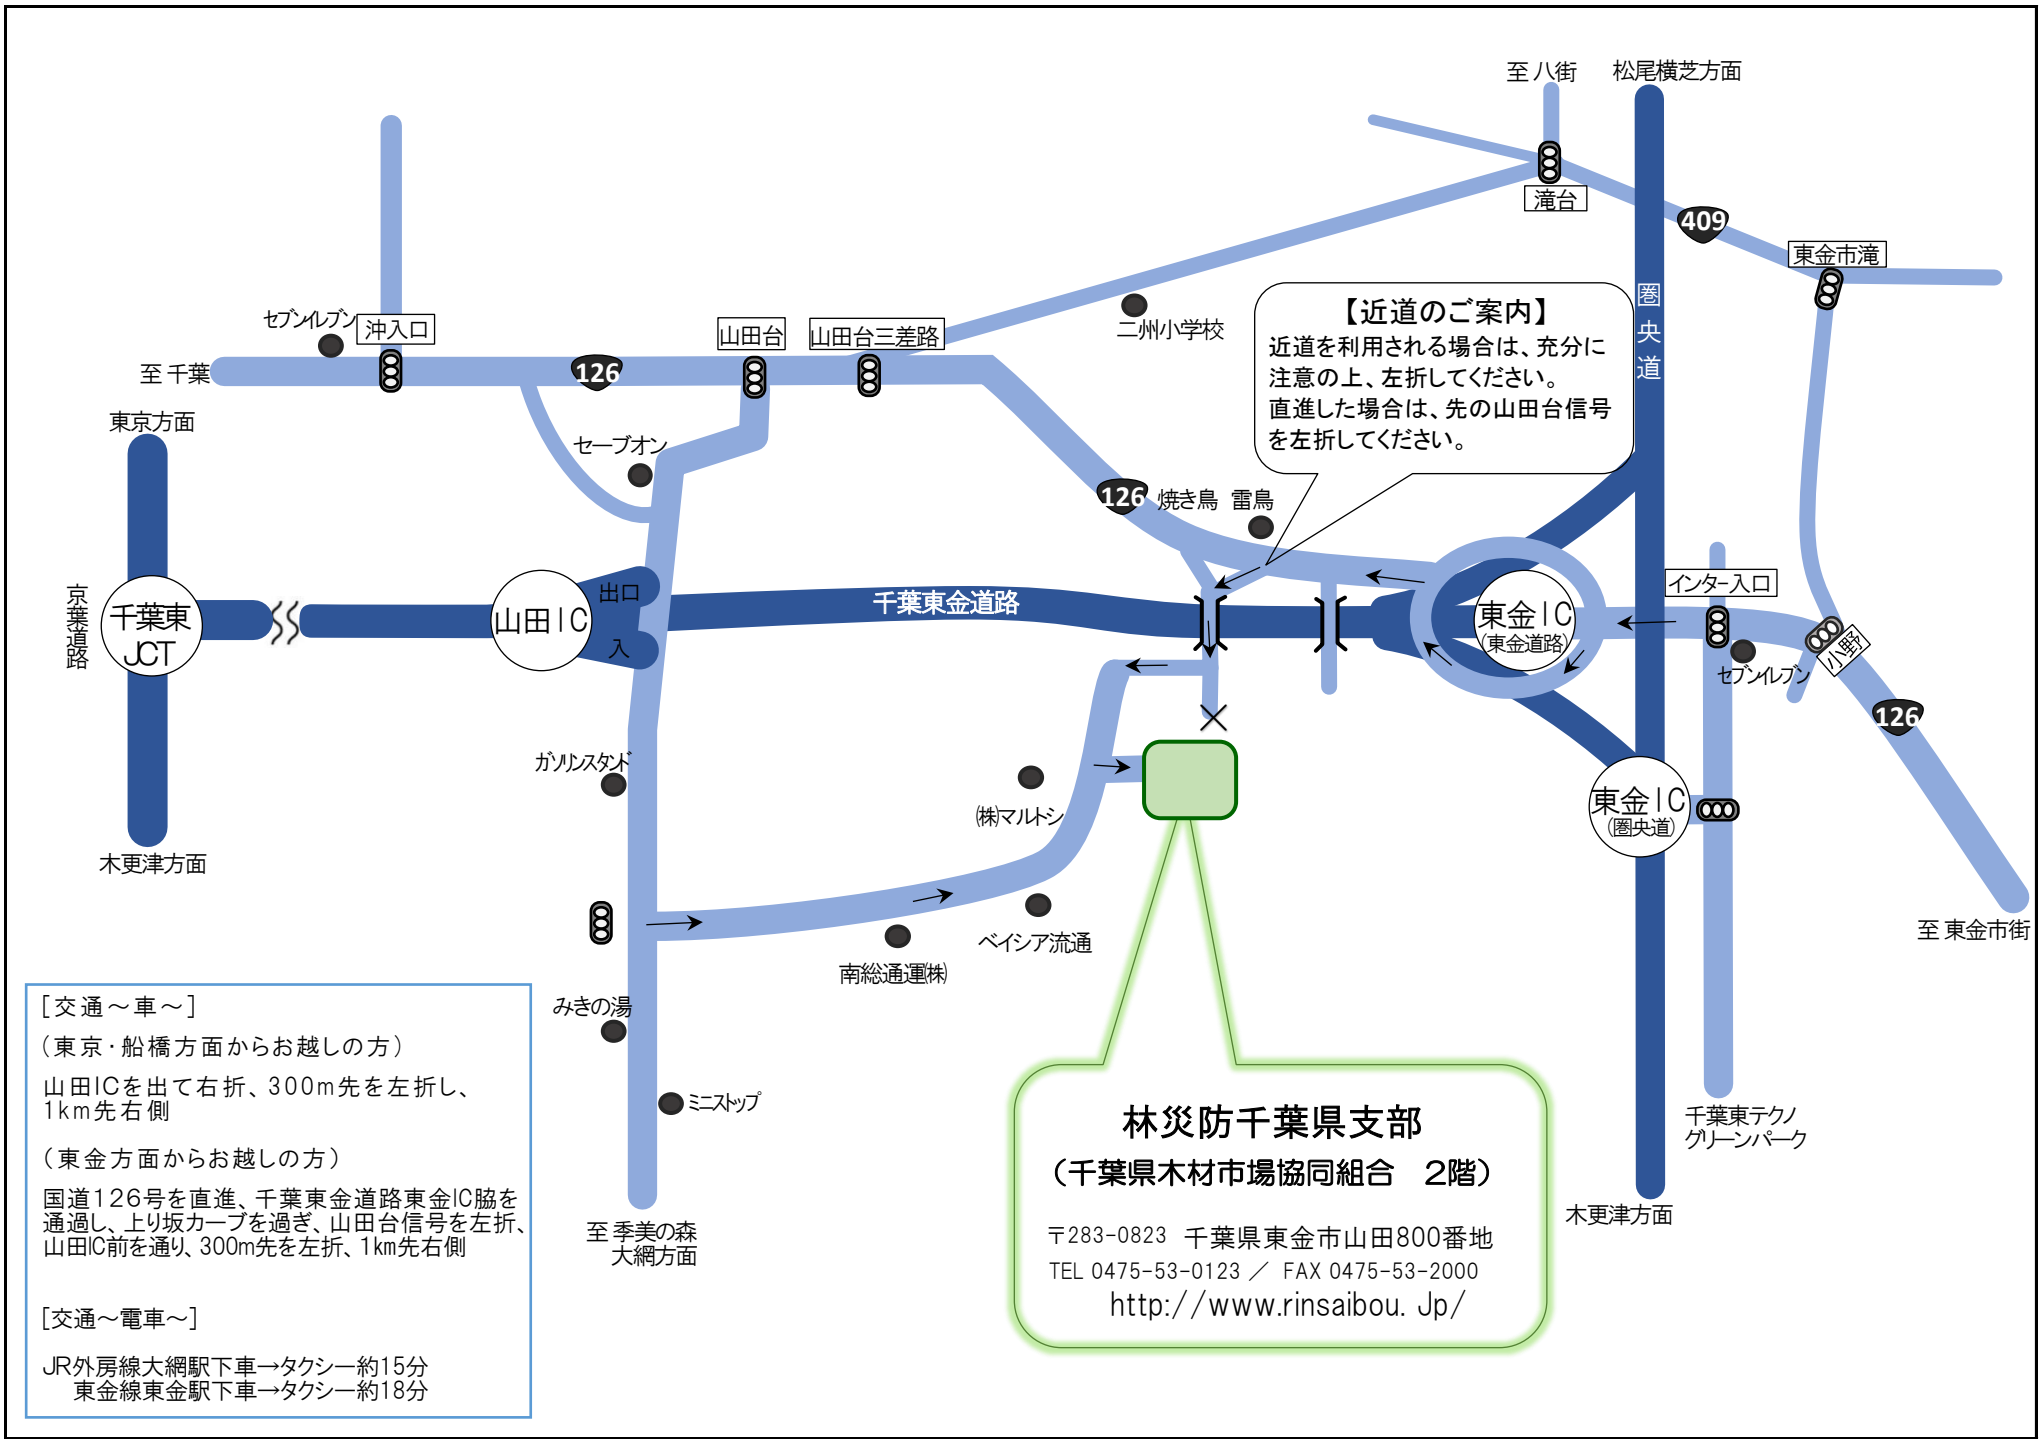 至 八街
松尾横芝方面
滝台
409
東金市滝
圏央道
セブンイレブン
沖入口
山田台
山田台三差路
二州小学校
至 千葉
126
【近道のご案内】
近道を利用される場合は、充分に
注意の上、左折してください。
直進した場合は、先の山田台信号
を左折してください。
東京方面
セーブオン
126
焼き鳥 雷鳥
京葉道路
千葉東
JCT
山田IC
出口
入
千葉東金道路
東金IC
(東金道路)
インター入口
セブンイレブン
小野
126
ガソリンスタンド
㈱マルトシ
東金IC
(圏央道)
木更津方面
ベイシア流通
南総通運㈱
至 東金市街
みきの湯
ミニストップ
千葉東テクノ
グリーンパーク
木更津方面
至 季美の森
大網方面
[交通～車～]
(東京・船橋方面からお越しの方)
山田ICを出て右折、300m先を左折し、
1km先右側
(東金方面からお越しの方)
国道126号を直進、千葉東金道路東金IC脇を
通過し、上り坂カーブを過ぎ、山田台信号を左折、
山田IC前を通り、300m先を左折、1km先右側
[交通～電車～]
JR外房線大網駅下車→タクシー約15分
東金線東金駅下車→タクシー約18分
林災防千葉県支部
(千葉県木材市場協同組合　2階)
〒283-0823 千葉県東金市山田800番地
TEL 0475-53-0123 ／ FAX 0475-53-2000
http://www.rinsaibou. Jp/